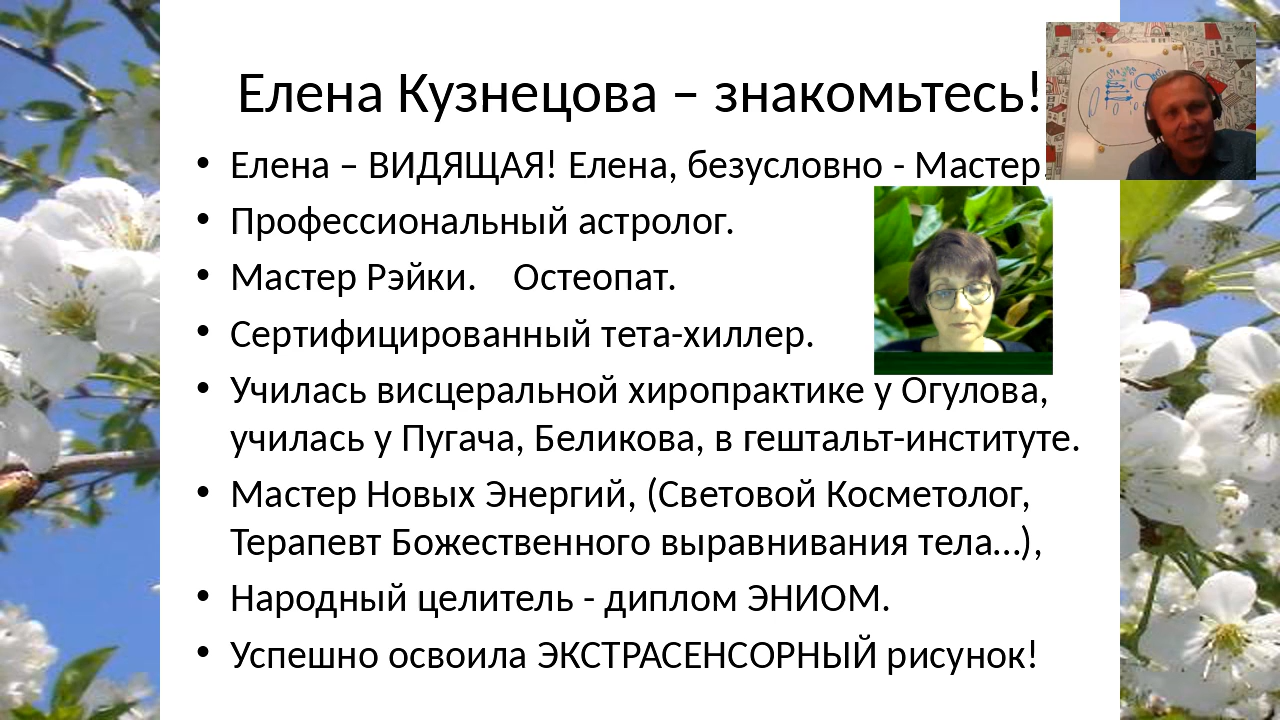 Елена Кузнецова – знакомьтесь!
• Елена – ВИДЯЩАЯ! Елена, безусловно - Мастер.
• Профессиональный астролог.
• Мастер Рэйки. Остеопат.
• Сертифицированный тета-хиллер.
• Училась висцеральной хиропрактике у Огулова,
училась у Пугача, Беликова, в гештальт-институте.
• Мастер Новых Энергий, (Световой Косметолог,
Терапевт Божественного выравнивания тела…),
• Народный целитель - диплом ЭНИОМ.
• Успешно освоила ЭКСТРАСЕНСОРНЫЙ рисунок!